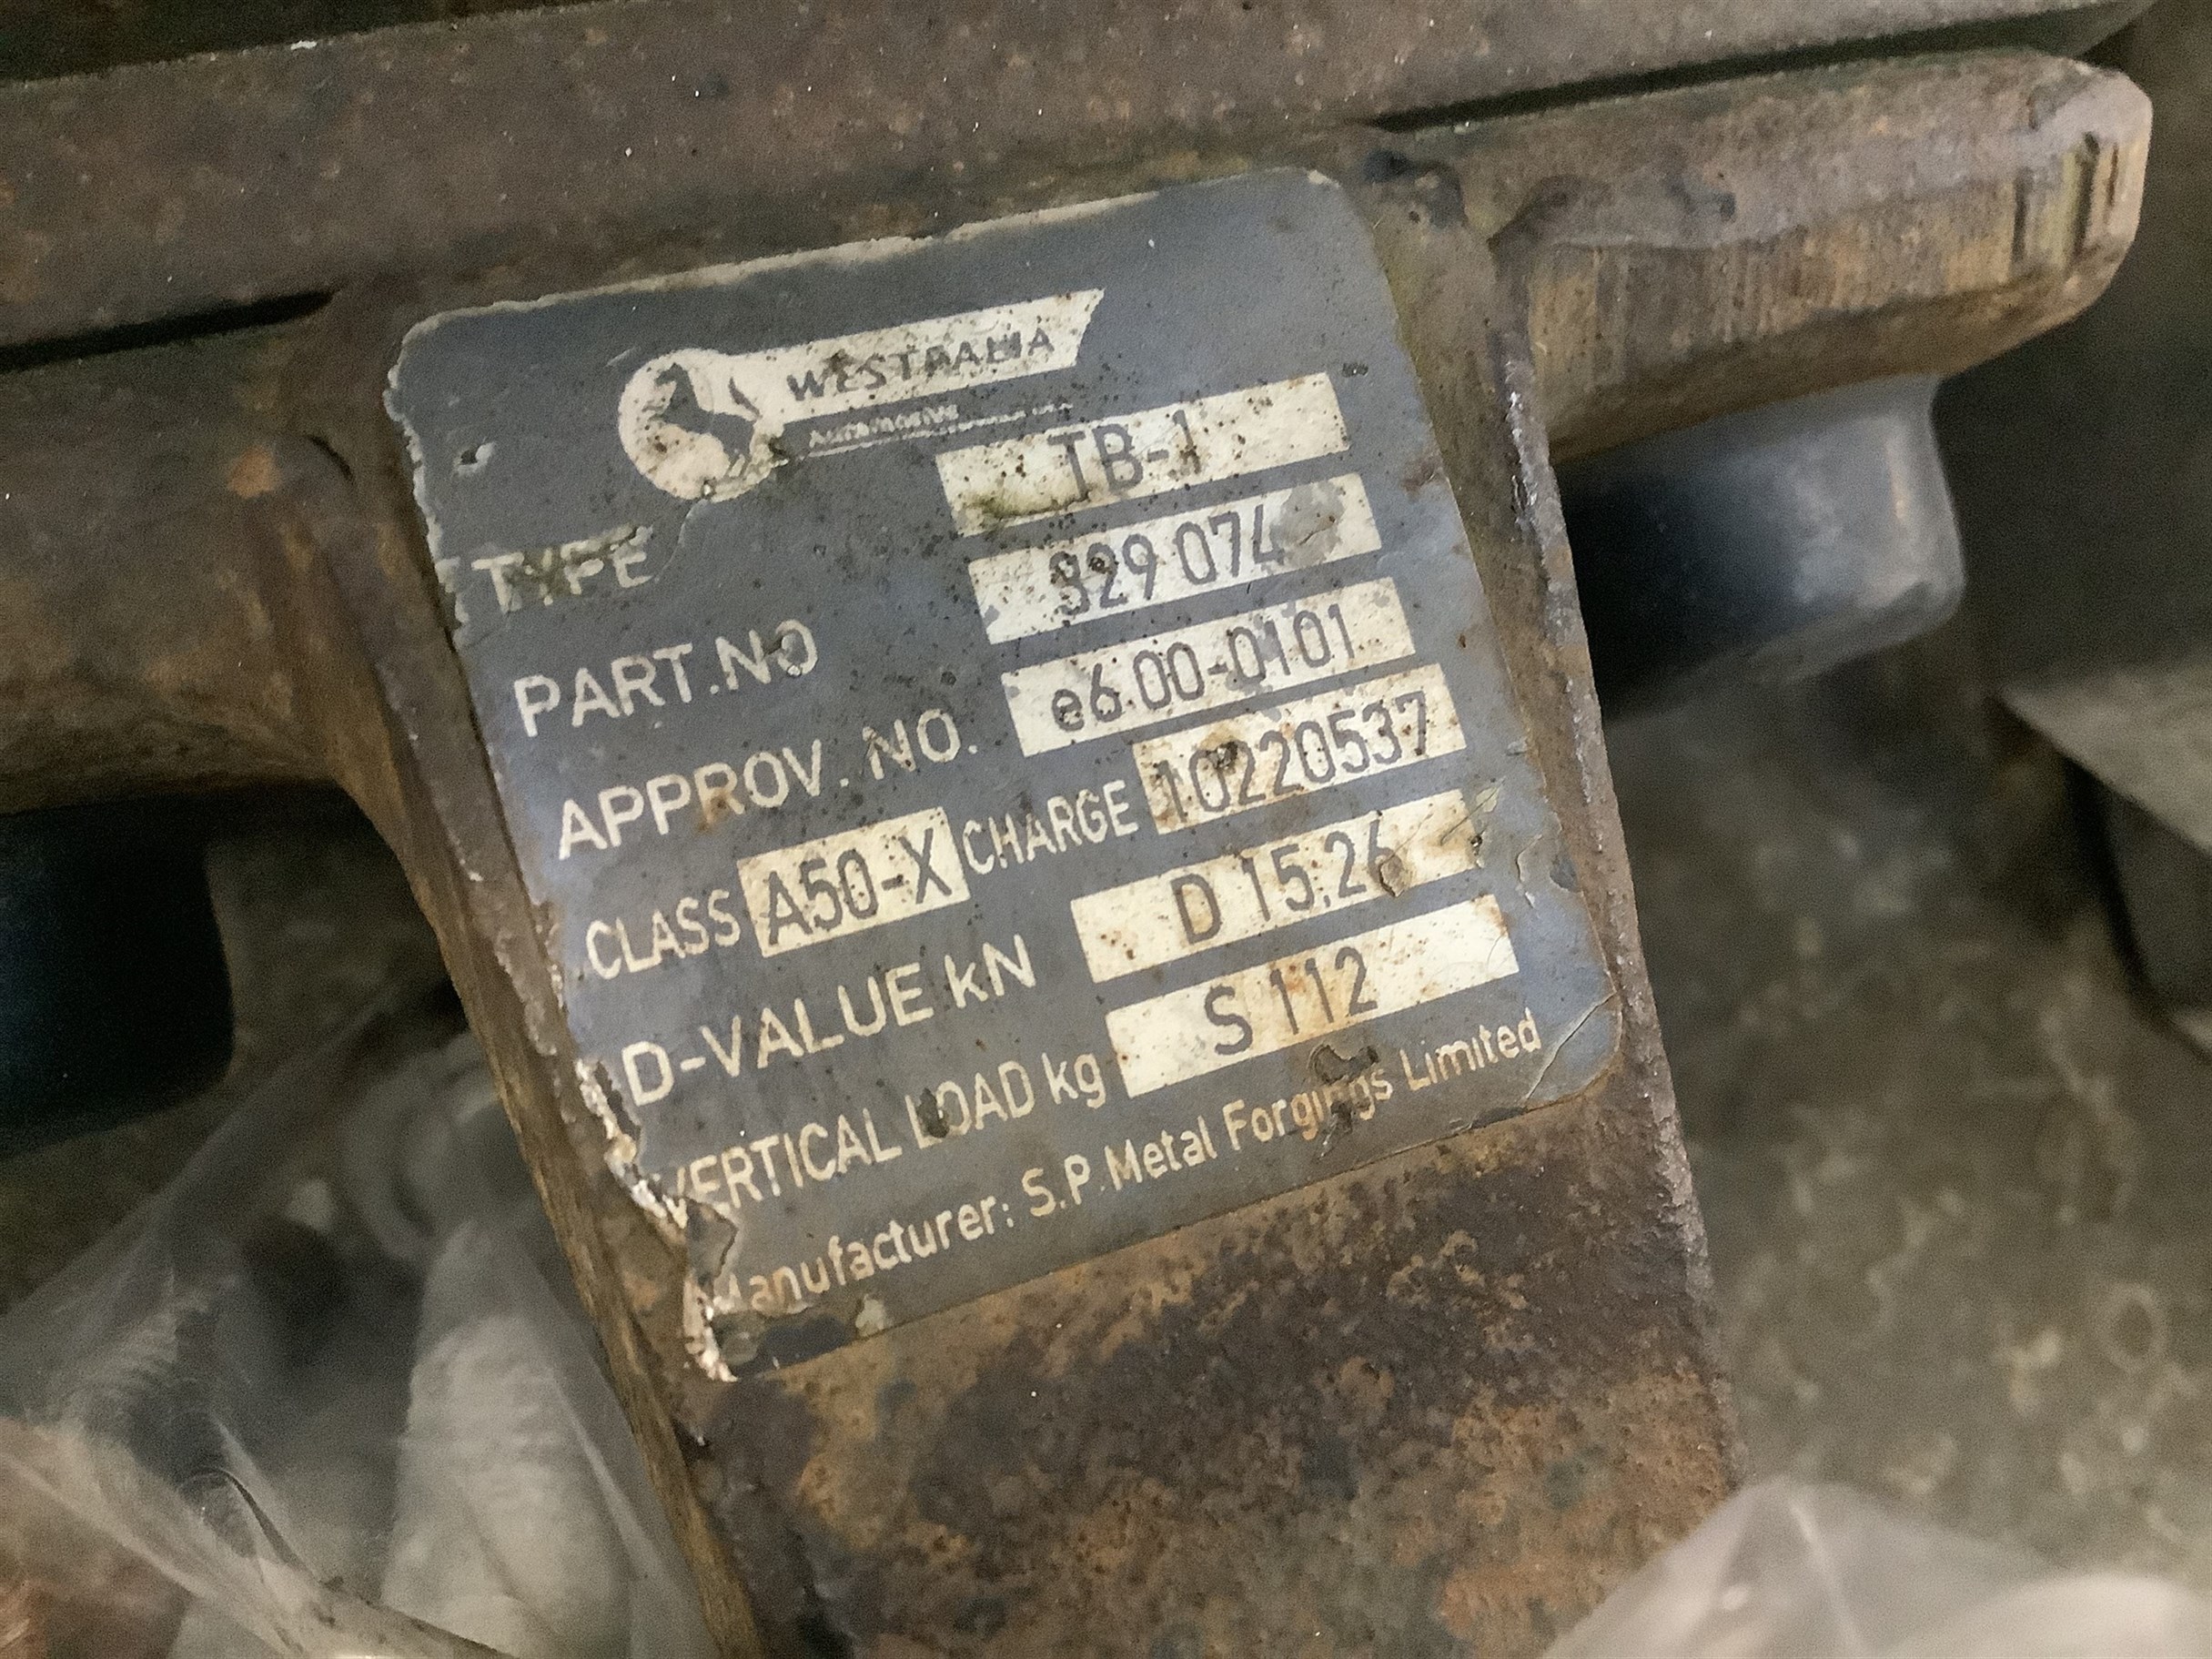 WESTFALIA
TYPE TB-1
PART.NO 329 074
APPROV. NO. e6.00-0101
CLASS A50-X CHARGE 10220537
D-VALUE kN D 15,26
VERTICAL LOAD kg S 112
Manufacturer: S.P. Metal Forgings Limited